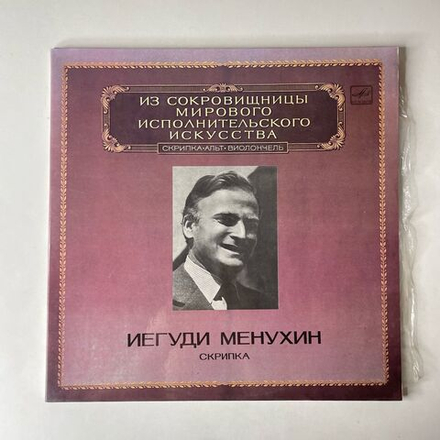 ИЗ СОКРОВИЩНИЦЫ
МИРОВОГО
ИСПОЛНИТЕЛЬСКОГО
ИСКУССТВА
СКРИПКА•АЛЬТ•ВИОЛОНЧЕЛЬ
ИЕГУДИ МЕНУХИН
СКРИПКА